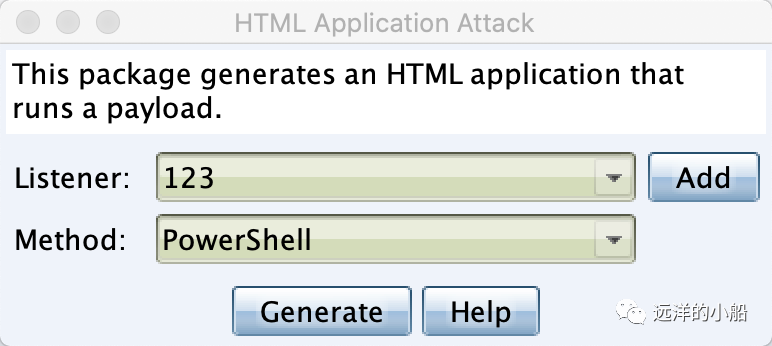 HTML Application Attack
This package generates an HTML application that
runs a payload.
Listener: 123 Add
Method: PowerShell
Generate Help
远洋的小船